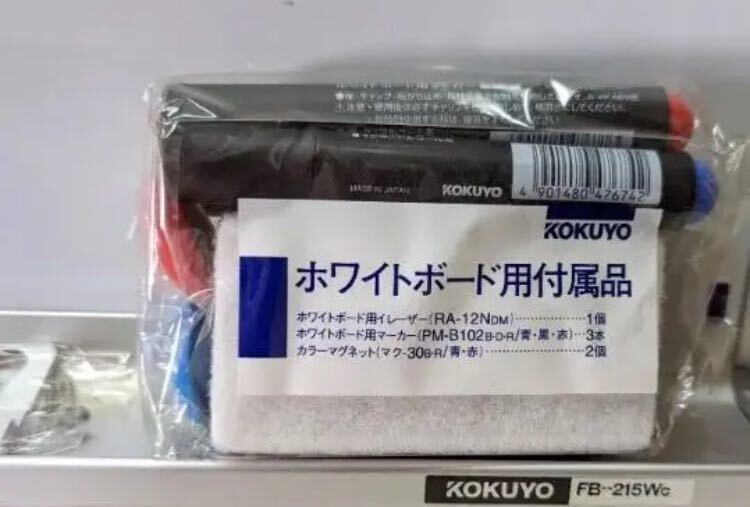 MADE IN JAPAN
KOKUYO
4 901480 476742
KOKUYO
ホワイトボード用付属品
ホワイトボード用イレーザー(RA-12NDM)……………1個
ホワイトボード用マーカー(PM-B102B·D·R/青・黒・赤)……3本
カラーマグネット(マク-30B·R/青・赤)………………2個
KOKUYO FB-215WC